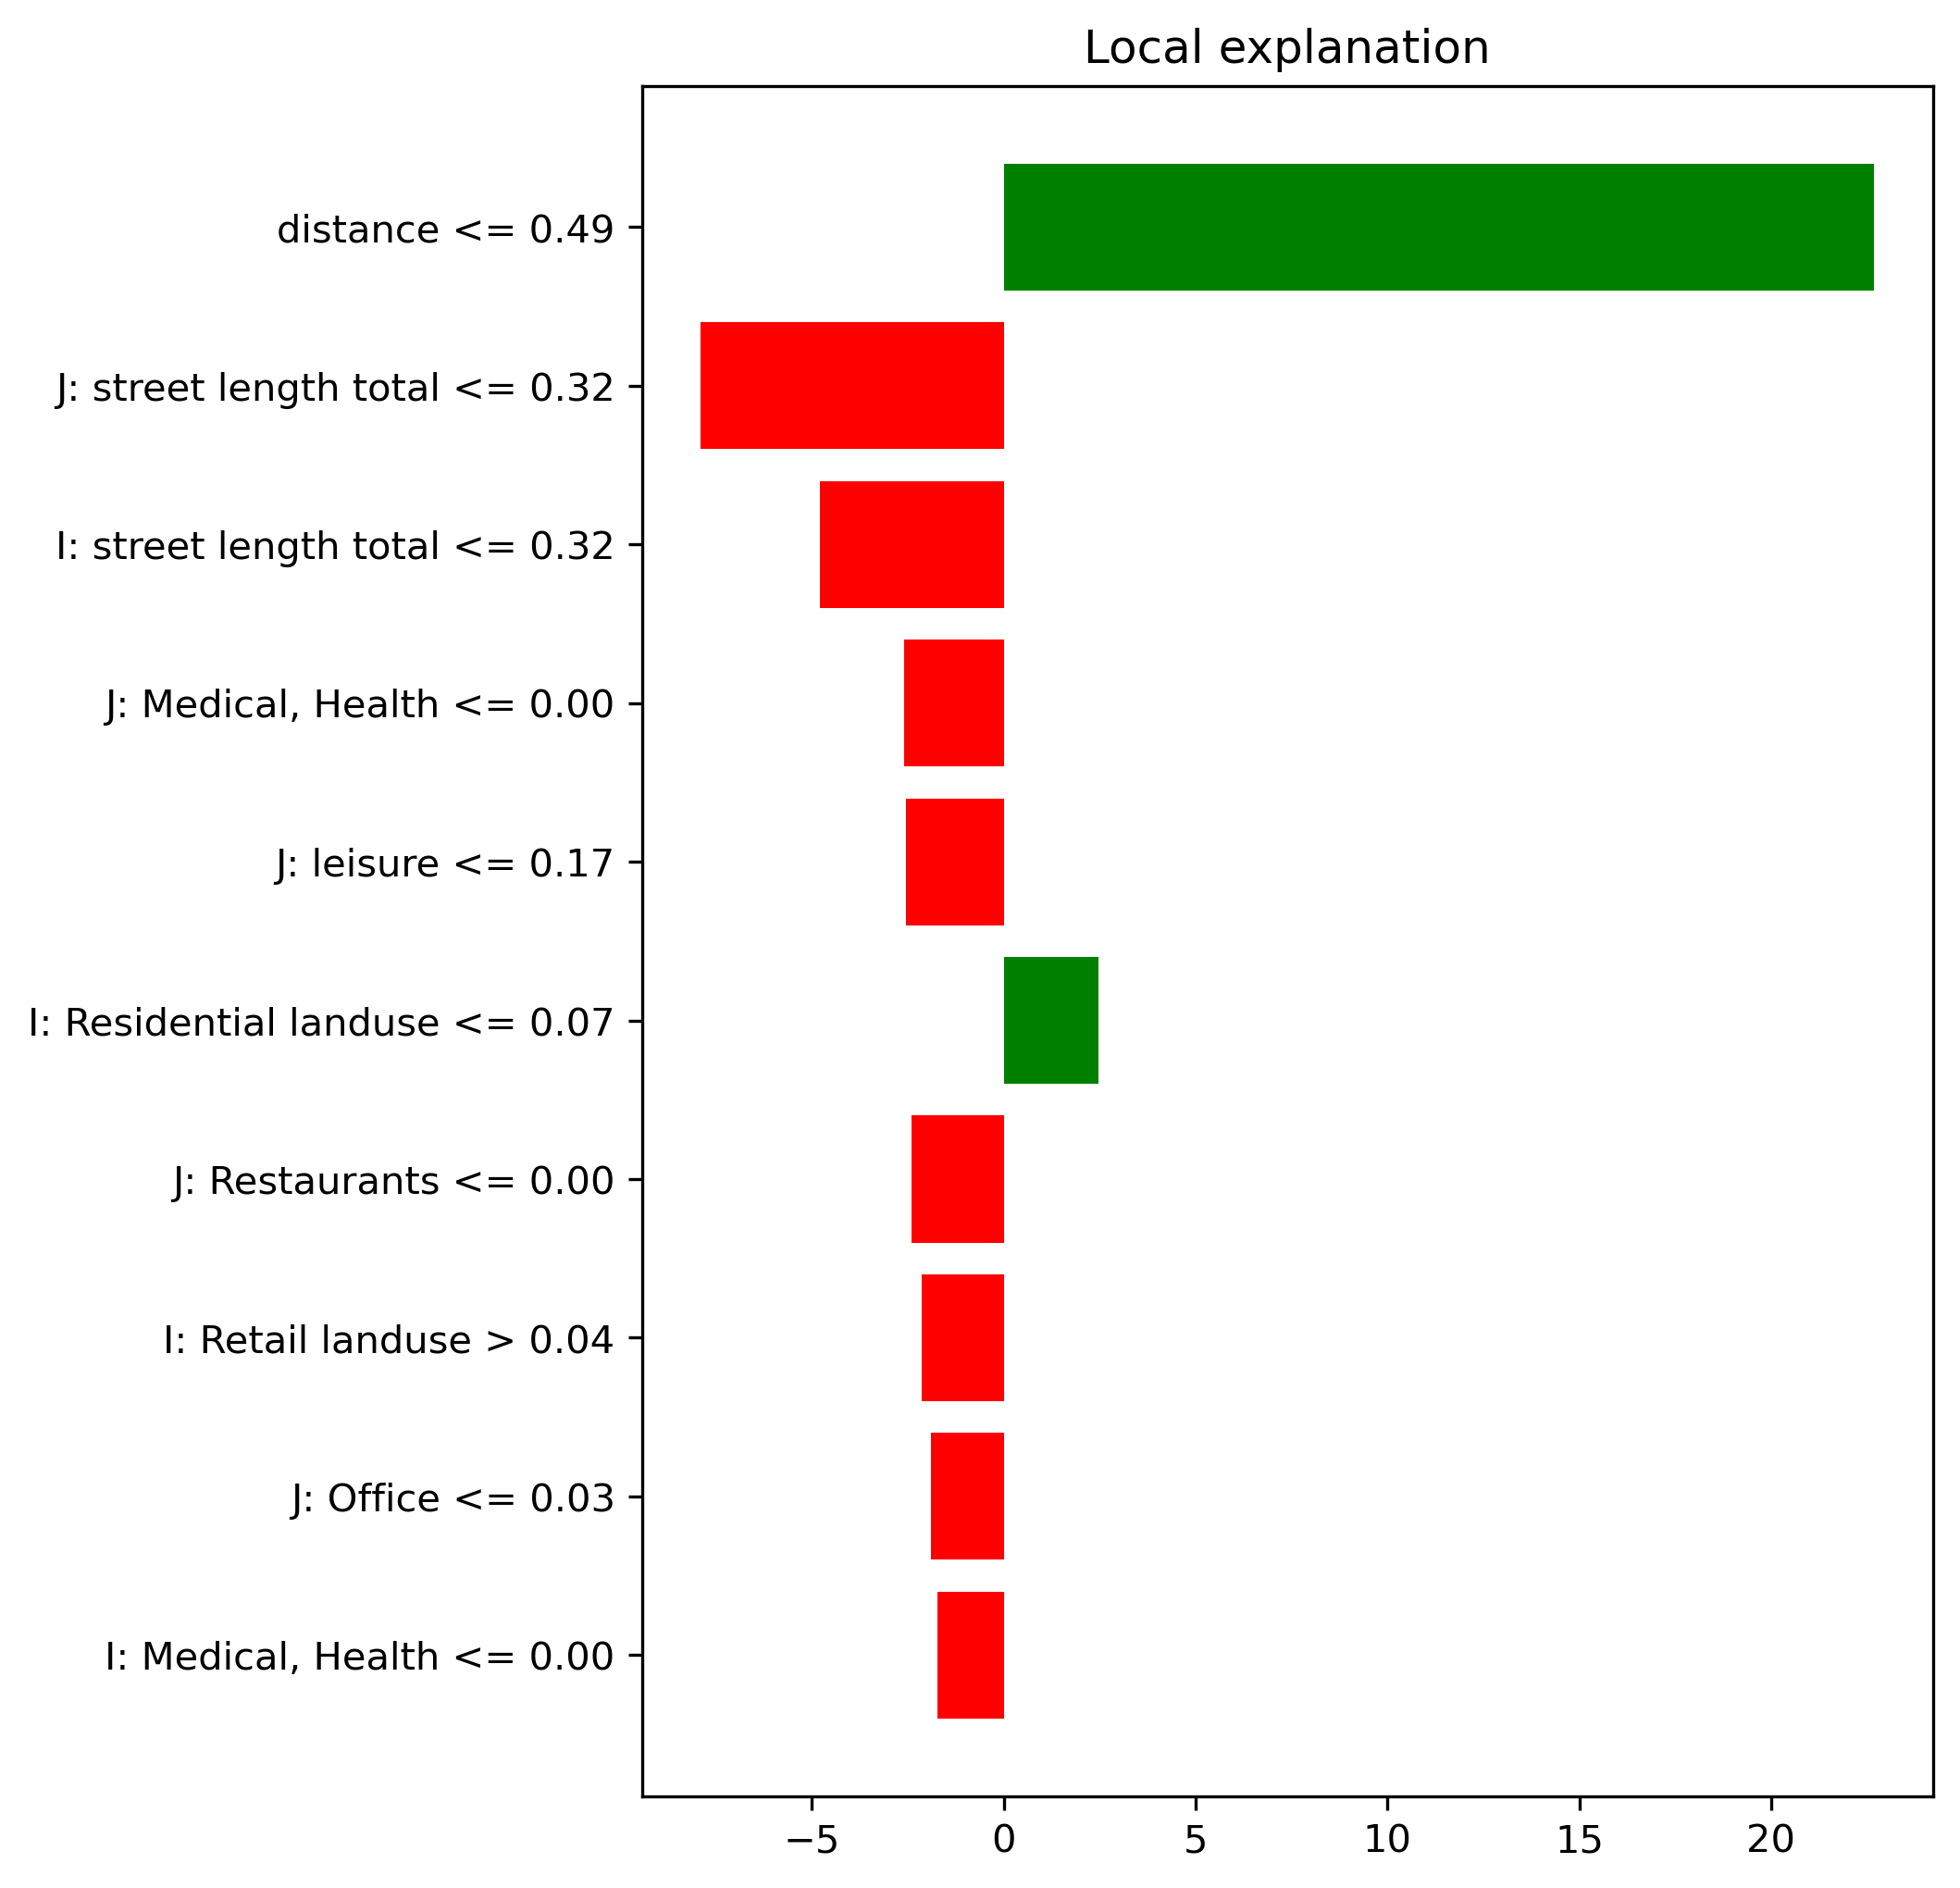 Local explanation
distance <= 0.49
J: street length total <= 0.32
I: street length total <= 0.32
J: Medical, Health <= 0.00
J: leisure <= 0.17
I: Residential landuse <= 0.07
J: Restaurants <= 0.00
I: Retail landuse > 0.04
J: Office <= 0.03
I: Medical, Health <= 0.00
−5 0 5 10 15 20